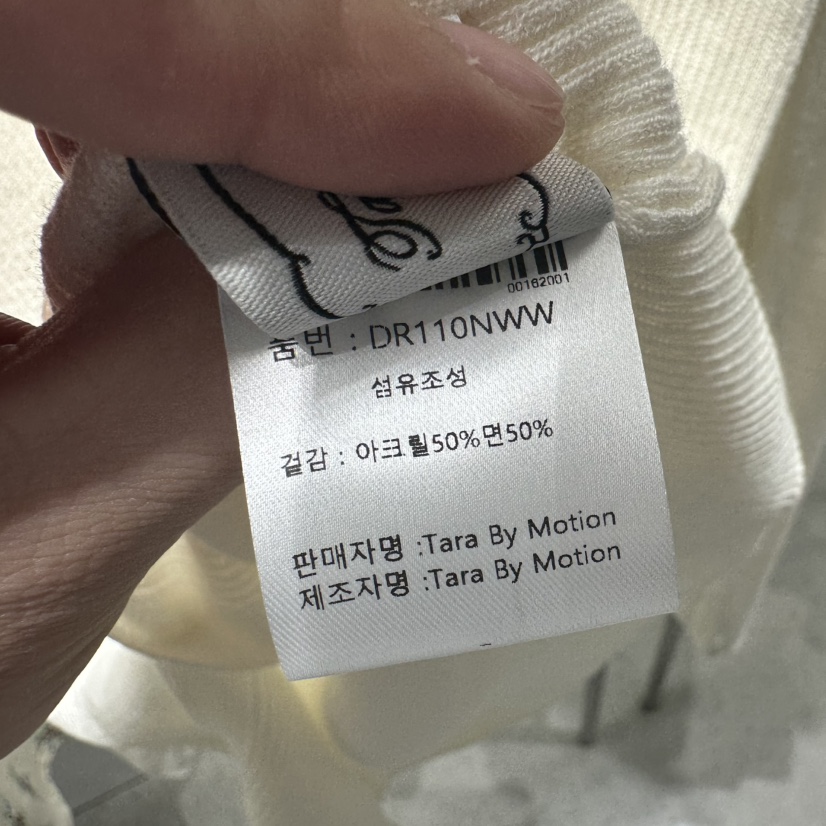 00162001
품번 : DR110NWW
섬유조성
겉감 : 아크릴50%면50%
판매자명 :Tara By Motion
제조자명 :Tara By Motion